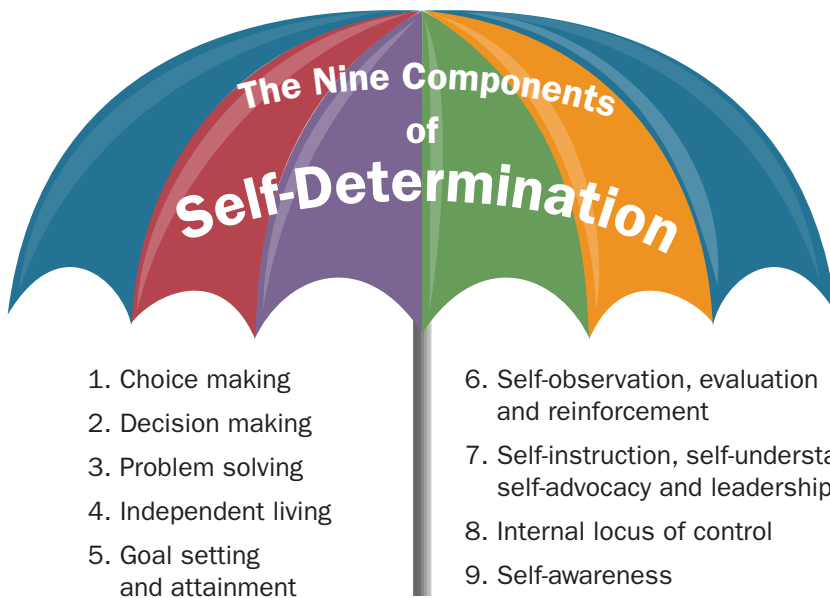 The Nine Components
of
Self-Determination
1. Choice making
2. Decision making
3. Problem solving
4. Independent living
5. Goal setting
and attainment
6. Self-observation, evaluation
and reinforcement
7. Self-instruction,
self-advocacy and leadership
8. Internal locus of control
9. Self-awareness